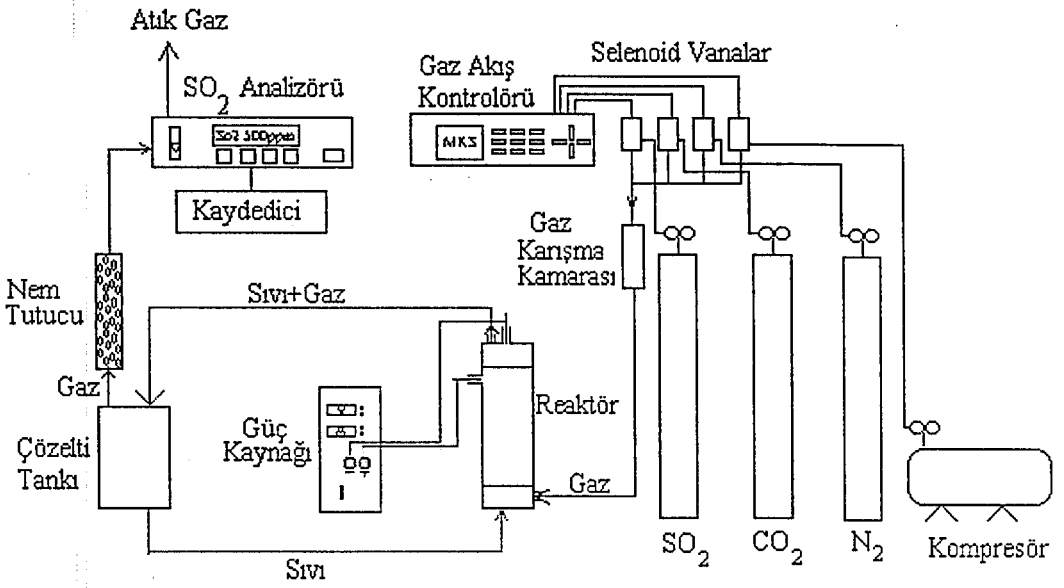 Atık Gaz
SO2 Analizörü
So2 500ppm
Kaydedici
Gaz Akış
Kontrolörü
MKS
Selenoid Vanalar
Gaz
Karışma
Kamarası
Nem
Tutucu
Gaz
Sıvı+Gaz
Çözelti
Tankı
Güç
Kaynağı
Reaktör
Gaz
Sıvı
SO2
CO2
N2
Kompresör